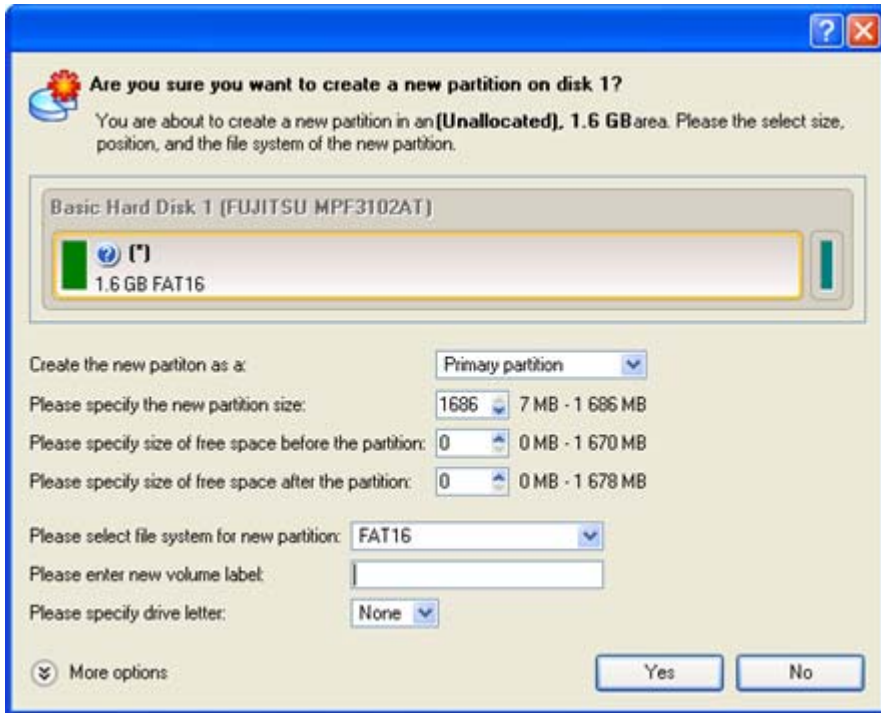 Are you sure you want to create a new partition on disk 1?
You are about to create a new partition in an (Unallocated), 1.6 GB area. Please the select size,
position, and the file system of the new partition.
Basic Hard Disk 1 (FUJITSU MPF3102AT)
(*)
1.6 GB FAT16
Create the new partiton as a: Primary partition
Please specify the new partition size: 1686 7 MB - 1 686 MB
Please specify size of free space before the partition: 0 0 MB - 1 670 MB
Please specify size of free space after the partition: 0 0 MB - 1 678 MB
Please select file system for new partition: FAT16
Please enter new volume label:
Please specify drive letter: None
More options Yes No